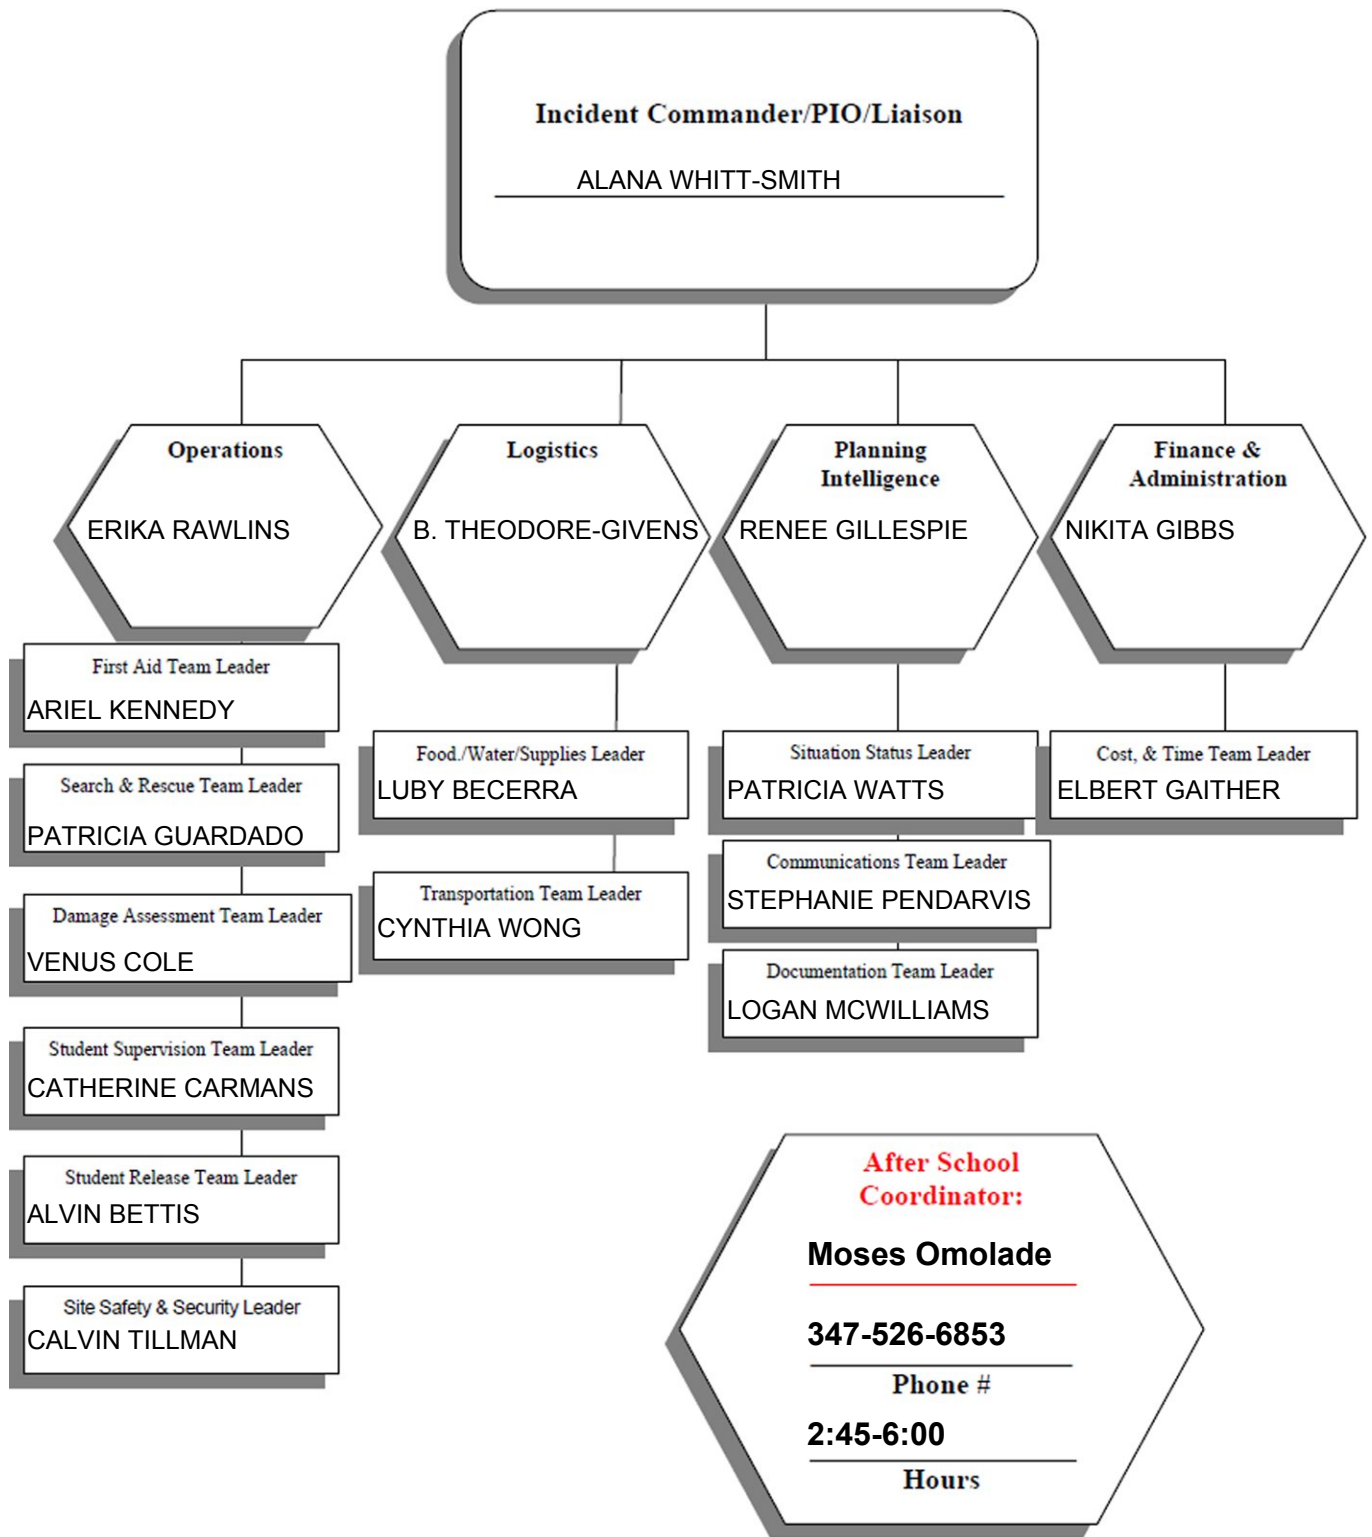 Incident Commander/PIO/Liaison
ALANA WHITT-SMITH
Operations
ERIKA RAWLINS
Logistics
B. THEODORE-GIVENS
Planning
Intelligence
RENEE GILLESPIE
Finance &
Administration
NIKITA GIBBS
First Aid Team Leader
ARIEL KENNEDY
Search & Rescue Team Leader
PATRICIA GUARDADO
Damage Assessment Team Leader
VENUS COLE
Student Supervision Team Leader
CATHERINE CARMANS
Student Release Team Leader
ALVIN BETTIS
Site Safety & Security Leader
CALVIN TILLMAN
Food./Water/Supplies Leader
LUBY BECERRA
Transportation Team Leader
CYNTHIA WONG
Situation Status Leader
PATRICIA WATTS
Communications Team Leader
STEPHANIE PENDARVIS
Documentation Team Leader
LOGAN MCWILLIAMS
Cost, & Time Team Leader
ELBERT GAITHER
After School
Coordinator:
Moses Omolade
347-526-6853
Phone #
2:45-6:00
Hours